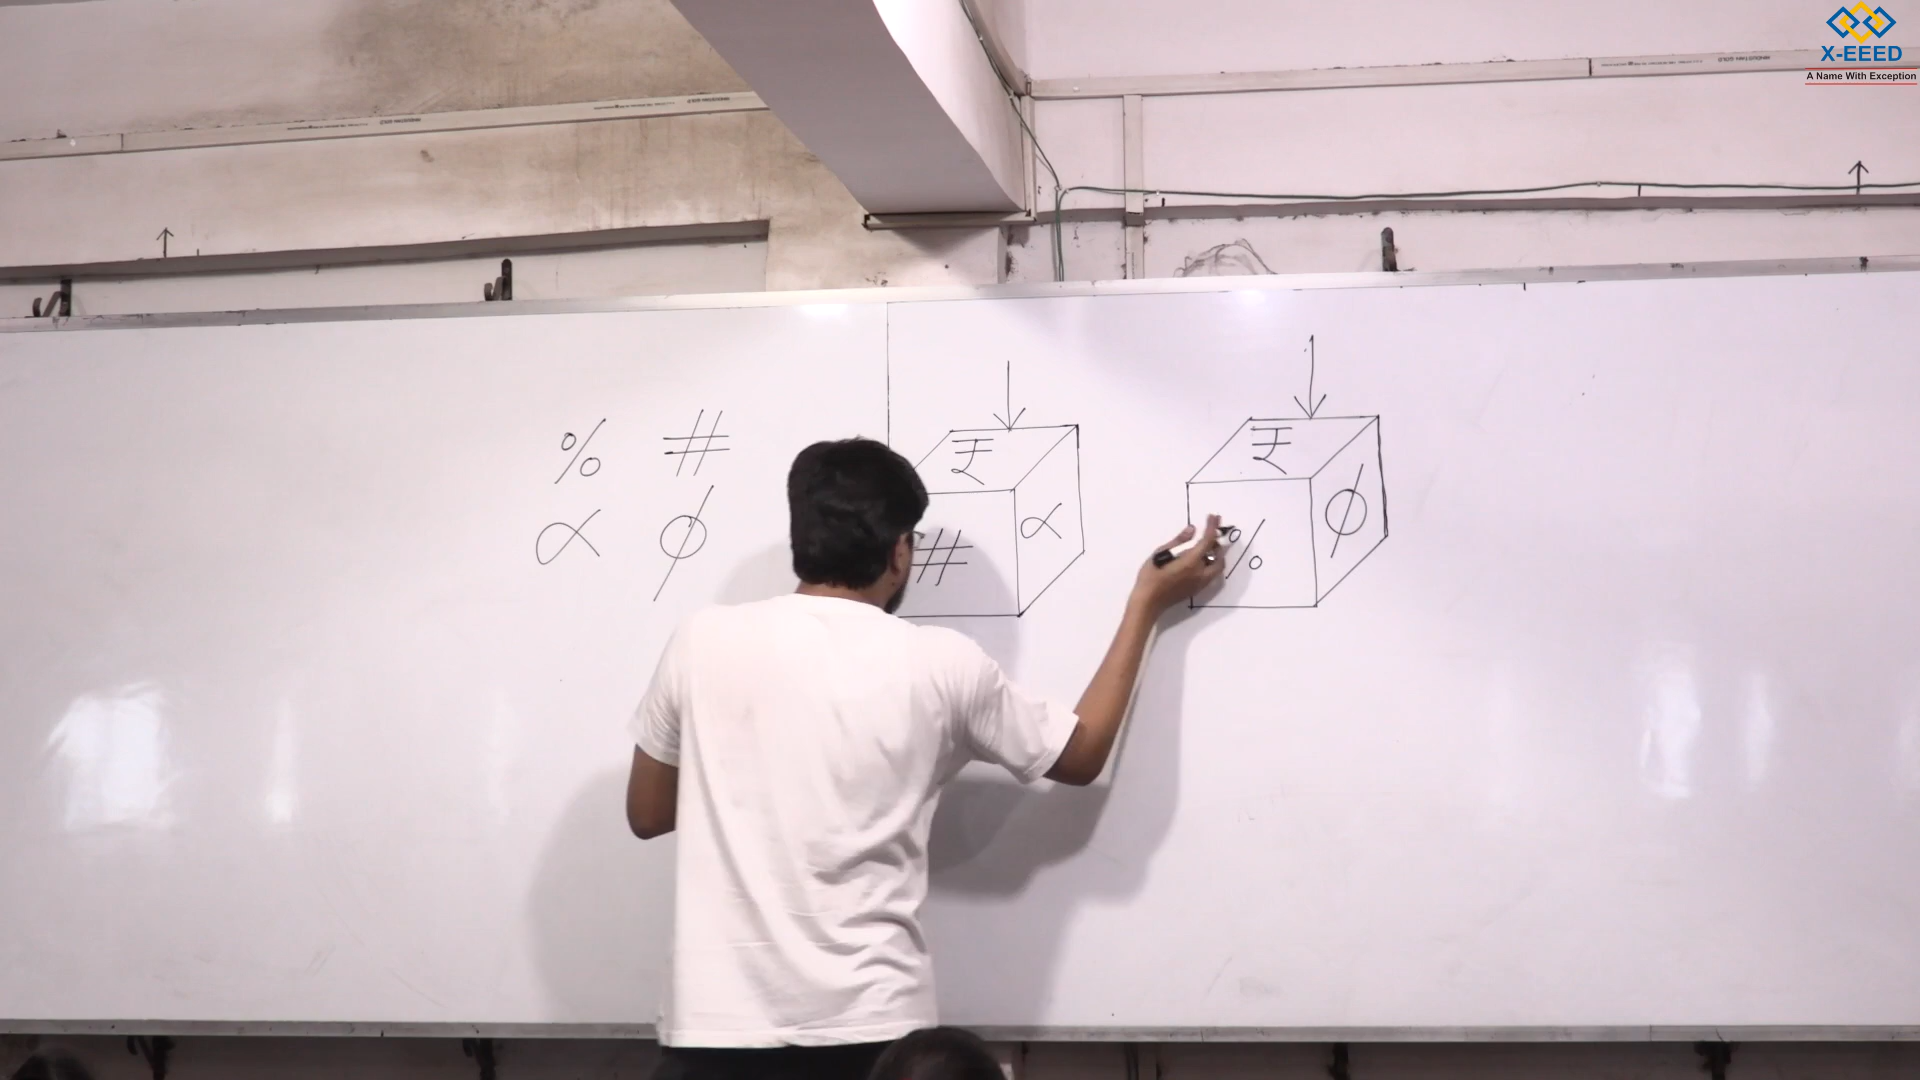 X-EEED
A Name With Exception
% #
α ϕ
₹
# α
₹
% ϕ